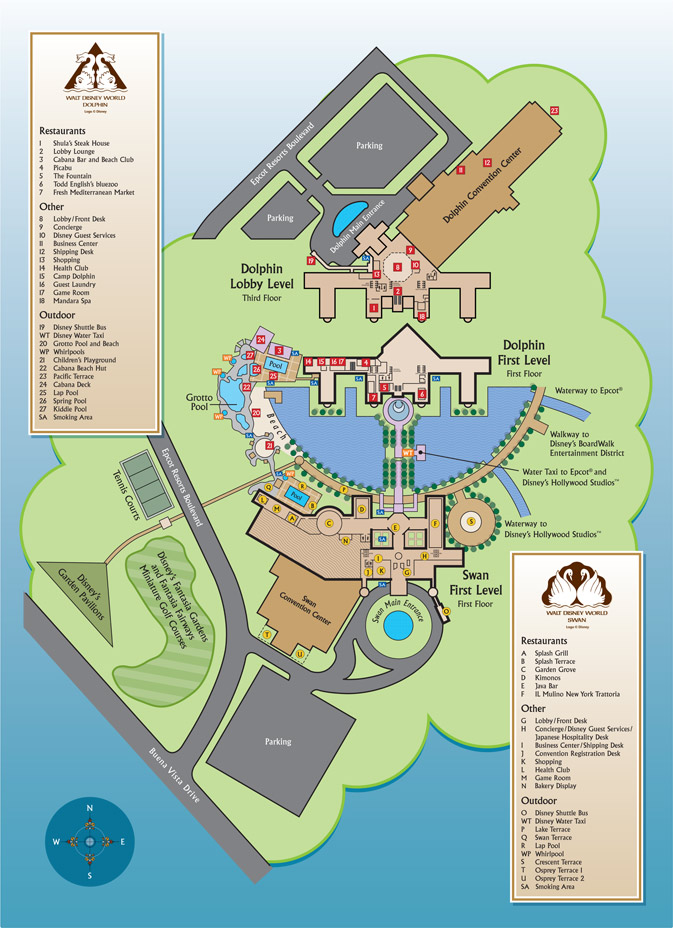 WALT DISNEY WORLD
DOLPHIN
Logo © Disney
Restaurants
1 Shula's Steak House
2 Lobby Lounge
3 Cabana Bar and Beach Club
4 Picabu
5 The Fountain
6 Todd English's bluezoo
7 Fresh Mediterranean Market
Other
8 Lobby/Front Desk
9 Concierge
10 Disney Guest Services
11 Business Center
12 Shipping Desk
13 Shopping
14 Health Club
15 Camp Dolphin
16 Guest Laundry
17 Game Room
18 Mandara Spa
Outdoor
19 Disney Shuttle Bus
WT Disney Water Taxi
20 Grotto Pool and Beach
WP Whirlpools
21 Children's Playground
22 Cabana Beach Hut
23 Pacific Terrace
24 Cabana Deck
25 Lap Pool
26 Spring Pool
27 Kiddie Pool
SA Smoking Area
Epcot Resorts Boulevard
Parking
Parking
Dolphin Main Entrance
Dolphin Convention Center
Dolphin
Lobby Level
Third Floor
Dolphin
First Level
First Floor
Pool
Grotto
Pool
Beach
Waterway to Epcot®
Walkway to
Disney's BoardWalk
Entertainment District
Water Taxi to Epcot® and
Disney's Hollywood Studios™
Waterway to
Disney's Hollywood Studios™
Tennis Courts
Epcot Resorts Boulevard
Pool
Disney's
Garden Pavilions
Disney's Fantasia Gardens
and Fantasia Fairways
Miniature Golf Courses
Swan
Convention Center
Swan Main Entrance
Swan
First Level
First Floor
Parking
Buena Vista Drive
N
W E
S
WALT DISNEY WORLD
SWAN
Logo © Disney
Restaurants
A Splash Grill
B Splash Terrace
C Garden Grove
D Kimonos
E Java Bar
F IL Mulino New York Trattoria
Other
G Lobby/Front Desk
H Concierge/Disney Guest Services/
Japanese Hospitality Desk
I Business Center/Shipping Desk
J Convention Registration Desk
K Shopping
L Health Club
M Game Room
N Bakery Display
Outdoor
O Disney Shuttle Bus
WT Disney Water Taxi
P Lake Terrace
Q Swan Terrace
R Lap Pool
WP Whirlpool
S Crescent Terrace
T Osprey Terrace 1
U Osprey Terrace 2
SA Smoking Area